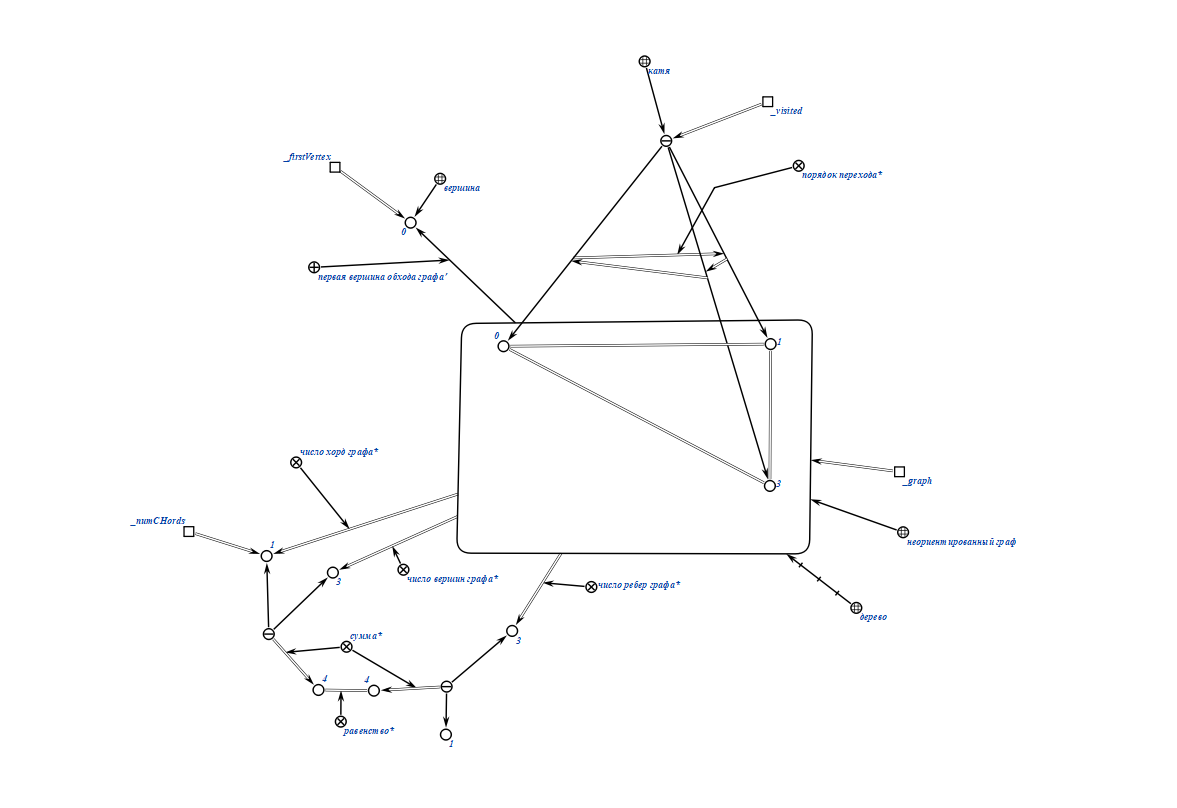 катя
_visited
_firstVertex
порядок перехода*
вершина
0
первая вершина обхода графа'
0
1
число хорд графа*
3
_graph
_numCHords
неориентированный граф
1
число вершин графа*
3
число ребер графа*
дерево
сумма*
3
4
4
равенство*
1